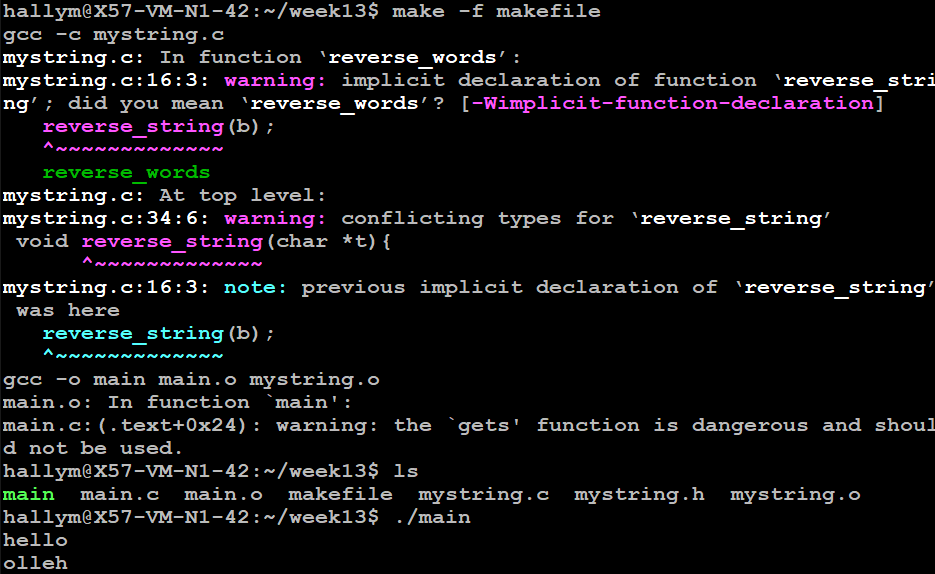 hallym@X57-VM-N1-42:~/week13$ make -f makefile
gcc -c mystring.c
mystring.c: In function ‘reverse_words’:
mystring.c:16:3: warning: implicit declaration of function ‘reverse_stri
ng’; did you mean ‘reverse_words’? [-Wimplicit-function-declaration]
   reverse_string(b);
   ^~~~~~~~~~~~~~
   reverse_words
mystring.c: At top level:
mystring.c:34:6: warning: conflicting types for ‘reverse_string’
 void reverse_string(char *t){
      ^~~~~~~~~~~~~~
mystring.c:16:3: note: previous implicit declaration of ‘reverse_string’
 was here
   reverse_string(b);
   ^~~~~~~~~~~~~~
gcc -o main main.o mystring.o
main.o: In function `main':
main.c:(.text+0x24): warning: the `gets' function is dangerous and shoul
d not be used.
hallym@X57-VM-N1-42:~/week13$ ls
main  main.c  main.o  makefile  mystring.c  mystring.h  mystring.o
hallym@X57-VM-N1-42:~/week13$ ./main
hello
olleh